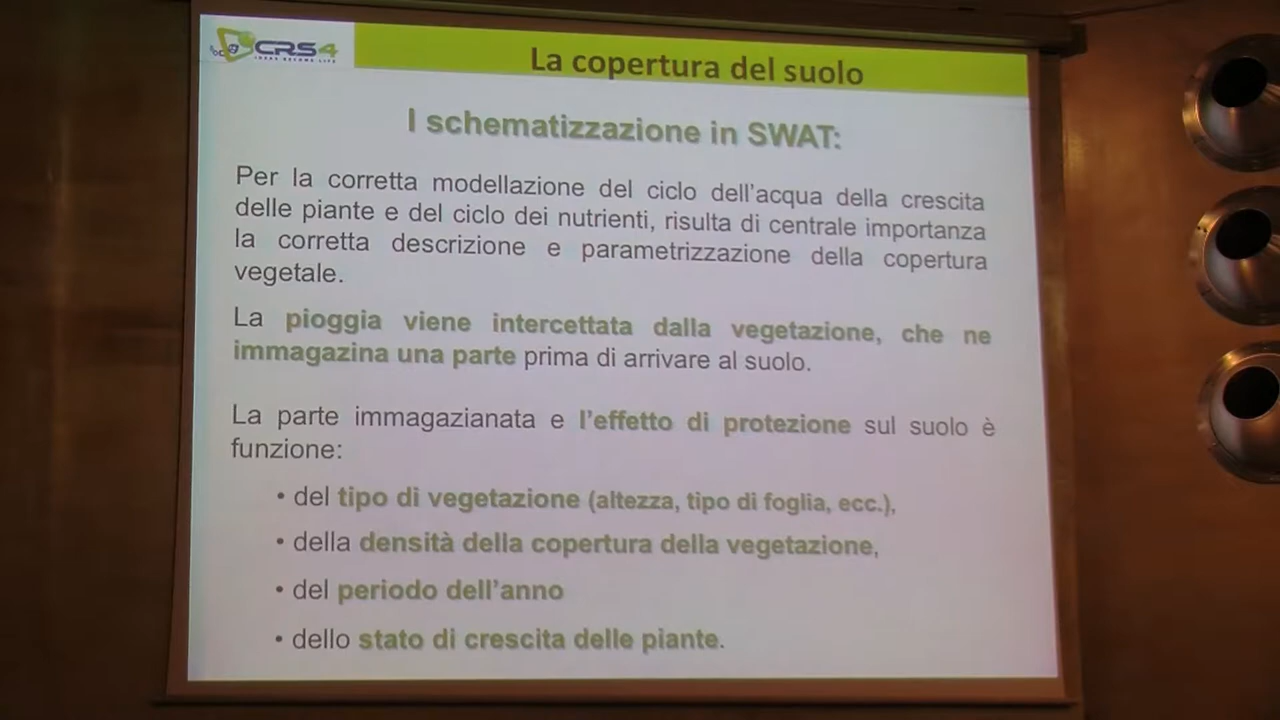 CRS4
La copertura del suolo
I schematizzazione in SWAT:
Per la corretta modellazione del ciclo dell'acqua della crescita
delle piante e del ciclo dei nutrienti, risulta di centrale importanza
la corretta descrizione e parametrizzazione della copertura
vegetale.
La pioggia viene intercettata dalla vegetazione, che ne
immagazina una parte prima di arrivare al suolo.
La parte immagazianata e l'effetto di protezione sul suolo è
funzione:
• del tipo di vegetazione (altezza, tipo di foglia, ecc.),
• della densità della copertura della vegetazione,
• del periodo dell'anno
• dello stato di crescita delle piante.